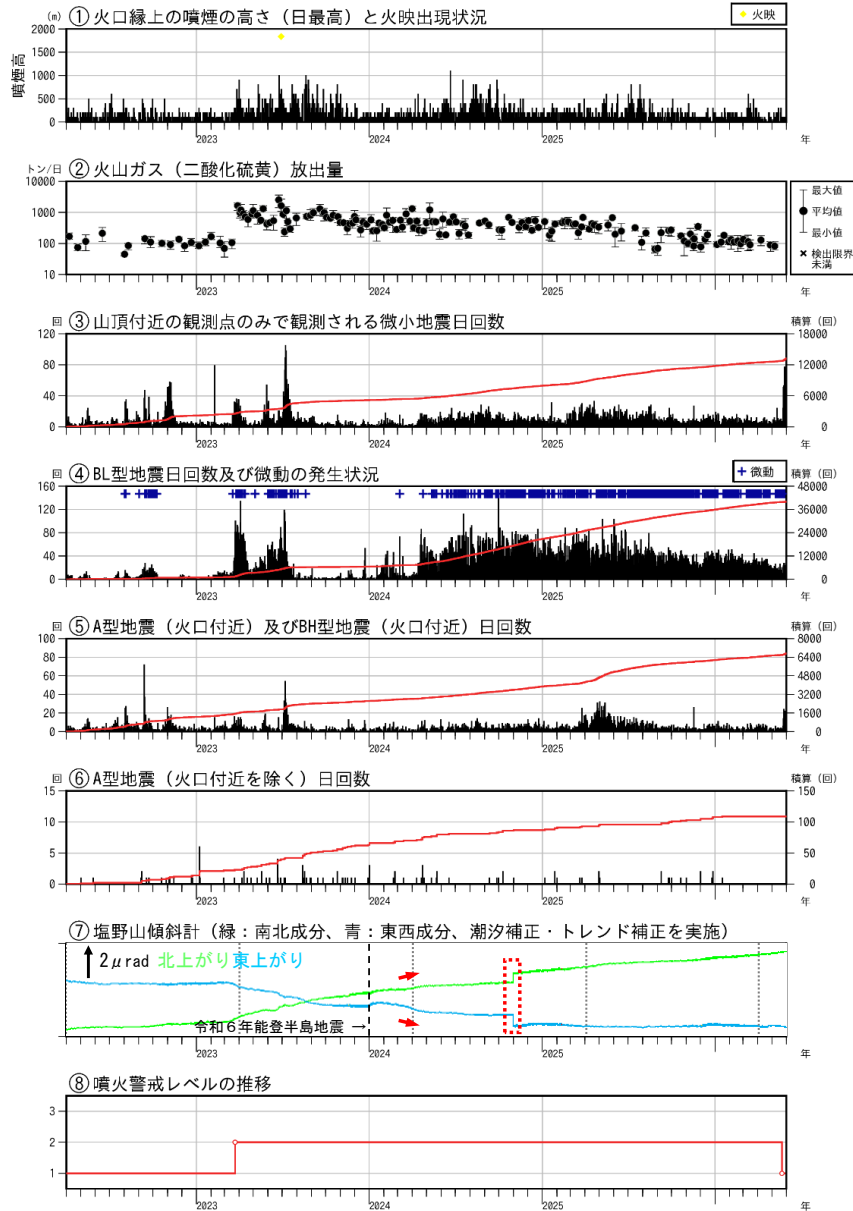 (m) ①火口縁上の噴煙の高さ（日最高）と火映出現状況
火映
噴煙高
2000
1500
1000
500
0
2023 2024 2025 年
トン/日 ②火山ガス（二酸化硫黄）放出量
10000
1000
100
10
最大値
平均値
最小値
検出限界
未満
2023 2024 2025 年
回 ③山頂付近の観測点のみで観測される微小地震日回数 積算(回)
120 18000
80 12000
40 6000
0 0
2023 2024 2025 年
回 ④BL型地震日回数及び微動の発生状況 積算(回)
微動
160 48000
120 36000
80 24000
40 12000
0 0
2023 2024 2025 年
回 ⑤A型地震（火口付近）及びBH型地震（火口付近）日回数 積算(回)
100 8000
80 6400
60 4800
40 3200
20 1600
0 0
2023 2024 2025 年
回 ⑥A型地震（火口付近を除く）日回数 積算(回)
15 150
10 100
5 50
0 0
2023 2024 2025 年
⑦塩野山傾斜計（緑：南北成分、青：東西成分、潮汐補正・トレンド補正を実施）
2μrad 北上がり東上がり
令和６年能登半島地震 →
2023 2024 2025 年
⑧噴火警戒レベルの推移
3
2
1
2023 2024 2025 年